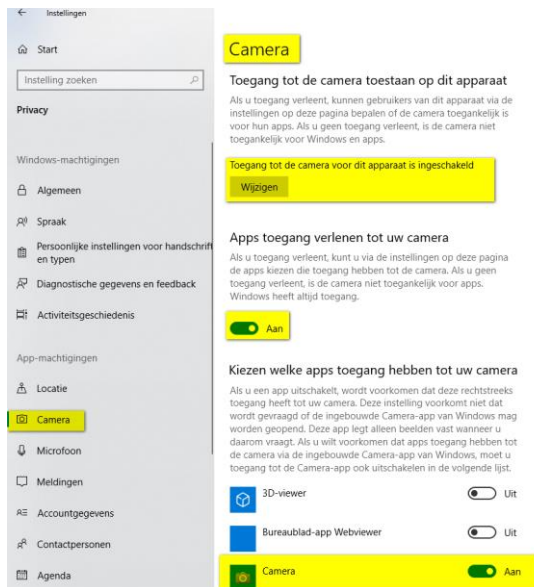 Instellingen
Start
Instelling zoeken
Privacy
Windows-machtigingen
Algemeen
Spraak
Persoonlijke instellingen voor handschrift
en typen
Diagnostische gegevens en feedback
Activiteitsgeschiedenis
App-machtigingen
Locatie
Camera
Microfoon
Meldingen
Accountgegevens
Contactpersonen
Agenda
Camera
Toegang tot de camera toestaan op dit apparaat
Als u toegang verleent, kunnen gebruikers van dit apparaat via de
instellingen op deze pagina bepalen of de camera toegankelijk is
voor hun apps. Als u geen toegang verleent, is de camera niet
toegankelijk voor Windows en apps.
Toegang tot de camera voor dit apparaat is ingeschakeld
Wijzigen
Apps toegang verlenen tot uw camera
Als u toegang verleent, kunt u via de instellingen op deze pagina
de apps kiezen die toegang hebben tot de camera. Als u geen
toegang verleent, is de camera niet toegankelijk voor apps.
Windows heeft altijd toegang.
Aan
Kiezen welke apps toegang hebben tot uw camera
Als u een app uitschakelt, wordt voorkomen dat deze rechtstreeks
toegang heeft tot uw camera. Deze instelling voorkomt niet dat
wordt gevraagd of de ingebouwde Camera-app van Windows mag
worden geopend. Deze app legt alleen beelden vast wanneer u
daarom vraagt. Als u wilt voorkomen dat apps toegang hebben tot
de camera via de ingebouwde Camera-app van Windows, moet u
toegang tot de Camera-app ook uitschakelen in de volgende lijst.
3D-viewer Uit
Bureaublad-app Webviewer Uit
Camera Aan